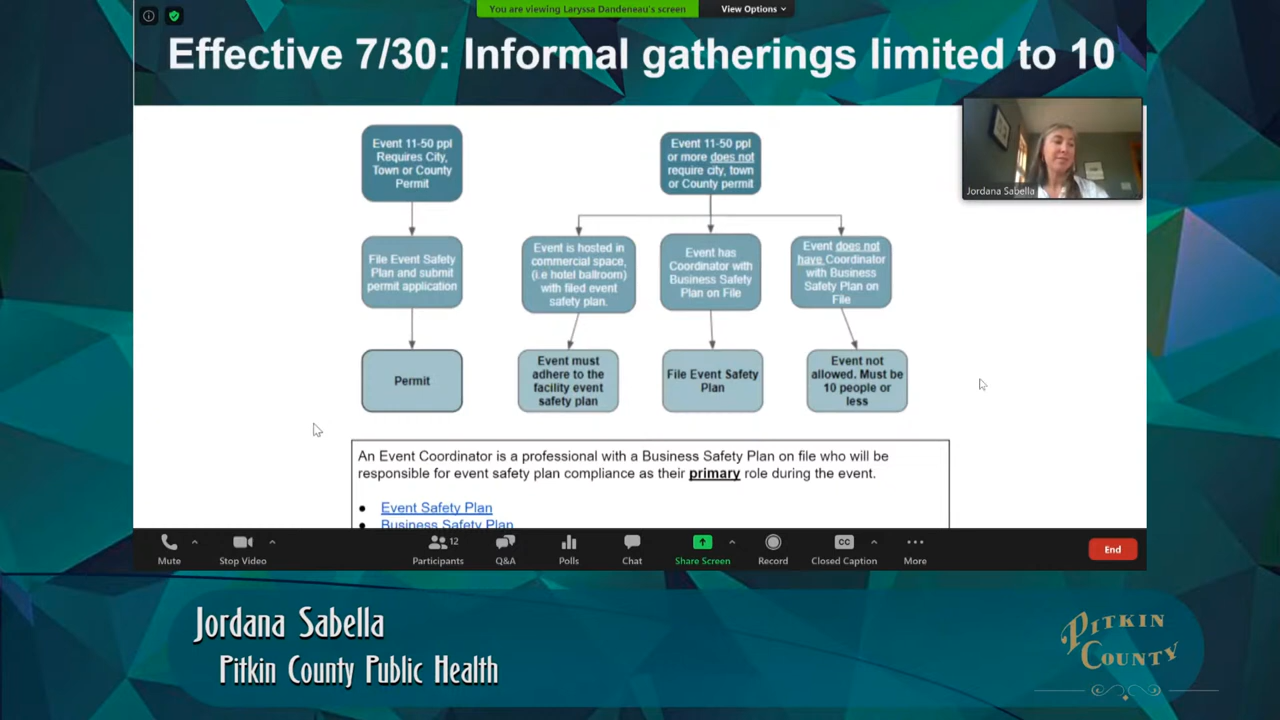 You are viewing Laryssa Dandeneau's screen
View Options
Effective 7/30: Informal gatherings limited to 10
Event 11-50 ppl
Requires City,
Town or County
Permit
Event 11-50 ppl
or more does not
require city, town
or County permit
Jordana Sabella
File Event Safety
Plan and submit
permit application
Event is hosted in
commercial space,
(i.e hotel ballroom)
with filed event
safety plan.
Event has
Coordinator with
Business Safety
Plan on File
Event does not
have Coordinator
with Business
Safety Plan on
File
Permit
Event must
adhere to the
facility event
safety plan
File Event Safety
Plan
Event not
allowed. Must be
10 people or
less
An Event Coordinator is a professional with a Business Safety Plan on file who will be
responsible for event safety plan compliance as their primary role during the event.
● Event Safety Plan
● Business Safety Plan
Mute
Stop Video
12
Participants
Q&A
Polls
Chat
Share Screen
Record
CC
Closed Caption
More
End
Jordana Sabella
Pitkin County Public Health
PITKIN
COUNTY